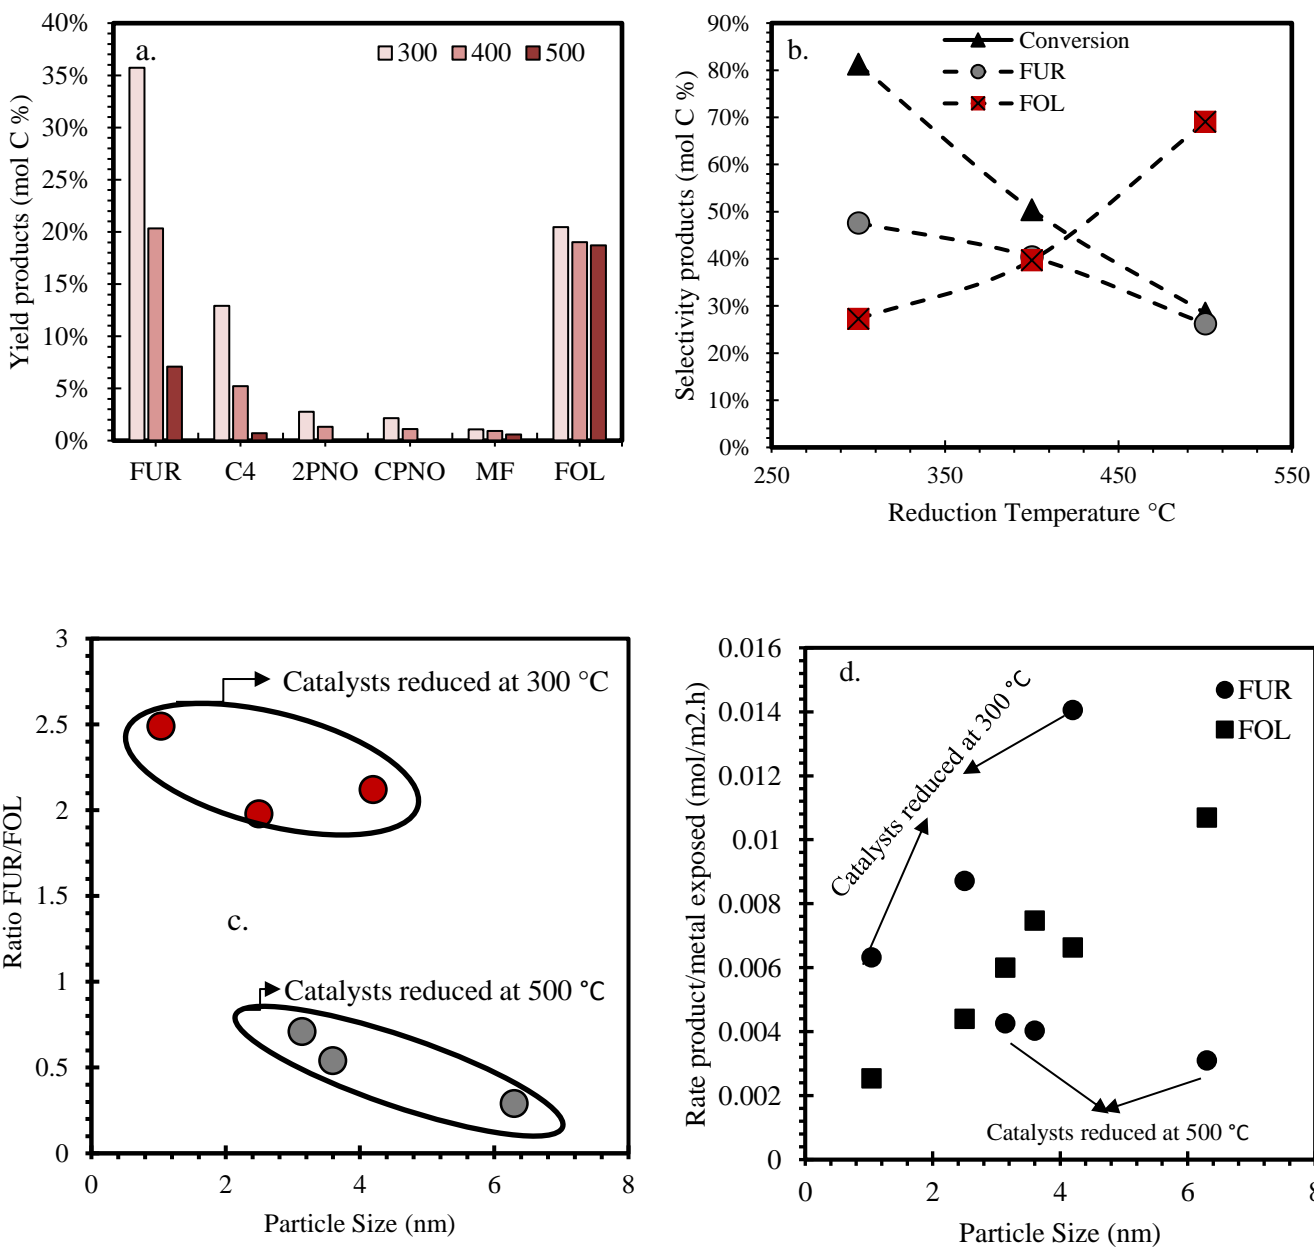 40%
35%
30%
25%
20%
15%
10%
5%
0%
Yield products (mol C %)
a.
300 400 500
FUR C4 2PNO CPNO MF FOL
90%
80%
70%
60%
50%
40%
30%
20%
10%
0%
Selectivity products (mol C %)
b.
Conversion
FUR
FOL
250 350 450 550
Reduction Temperature °C
3
2.5
2
1.5
1
0.5
0
Ratio FUR/FOL
Catalysts reduced at 300 °C
c.
Catalysts reduced at 500 °C
0 2 4 6 8
Particle Size (nm)
0.016
0.014
0.012
0.01
0.008
0.006
0.004
0.002
0
Rate product/metal exposed (mol/m2.h)
d.
FUR
FOL
Catalysts reduced at 300 °C
Catalysts reduced at 500 °C
0 2 4 6 8
Particle Size (nm)